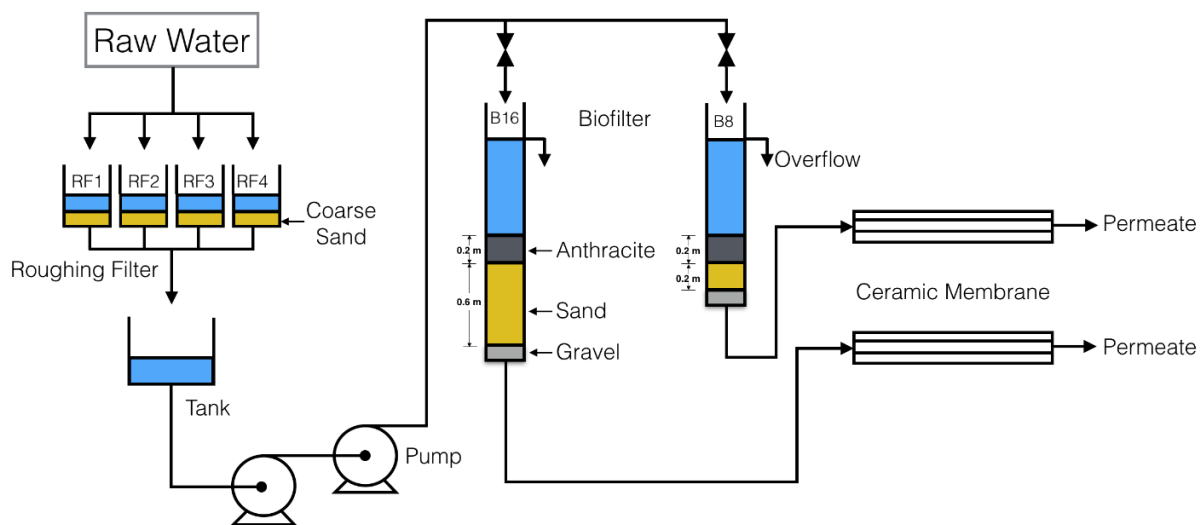 Raw Water
RF1
RF2
RF3
RF4
Coarse
Sand
Roughing Filter
Tank
Pump
B16
Biofilter
B8
Overflow
0.2 m
Anthracite
0.6 m
Sand
Gravel
0.2 m
0.2 m
Permeate
Ceramic Membrane
Permeate